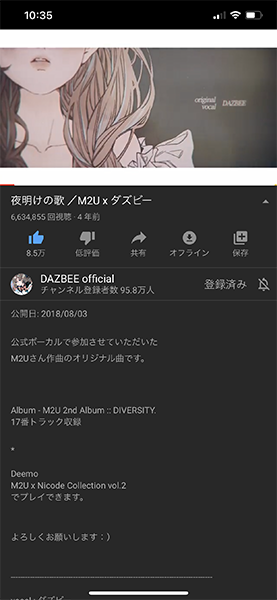 10:35
original
vocal DAZBEE
夜明けの歌 ／M2U x ダズビー
6,634,855 回視聴・4 年前
8.5万 低評価 共有 オフライン 保存
DAZBEE official
チャンネル登録者数 95.8万人
登録済み
公開日: 2018/08/03
公式ボーカルで参加させていただいた
M2Uさん作曲のオリジナル曲です。
Album - M2U 2nd Album :: DIVERSITY.
17番トラック収録
*
Deemo
M2U x Nicode Collection vol.2
でプレイできます。
よろしくお願いします：)